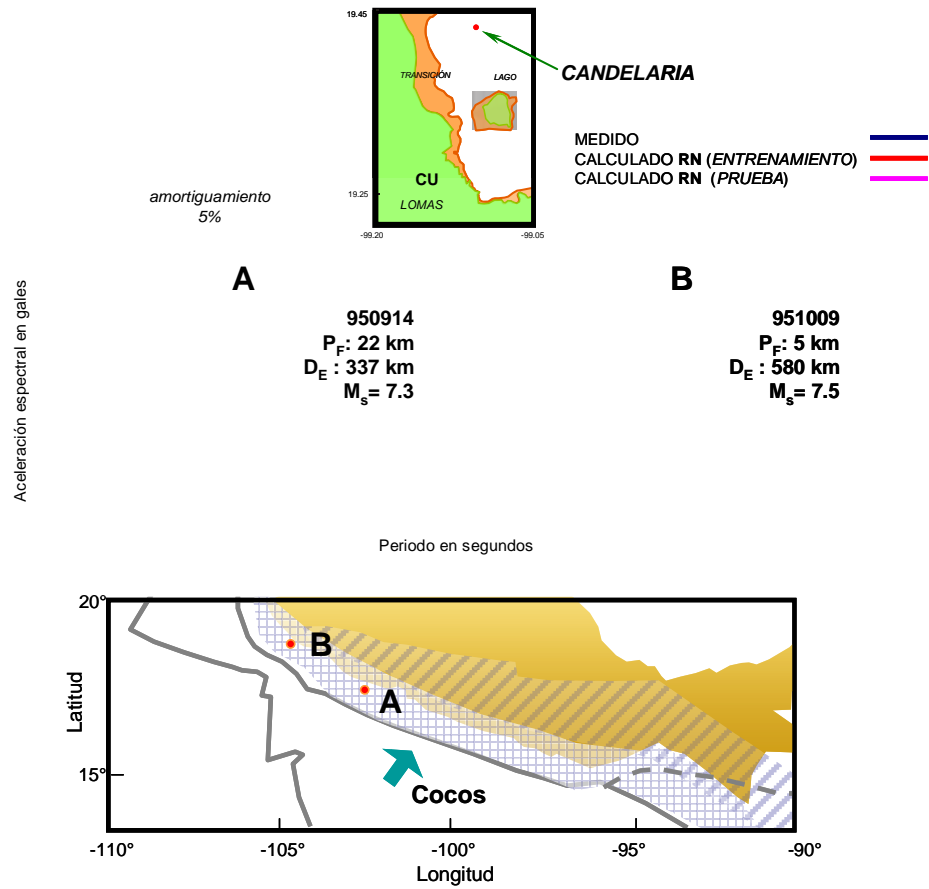 19.45
TRANSICIÓN
LAGO
CANDELARIA
CU
LOMAS
19.25
-99.20
-99.05
MEDIDO
CALCULADO RN (ENTRENAMIENTO)
CALCULADO RN (PRUEBA)
amortiguamiento
5%
Aceleración espectral en gales
A
950914
PF: 22 km
DE : 337 km
Ms= 7.3
B
951009
PF: 5 km
DE : 580 km
Ms= 7.5
Periodo en segundos
20°
15°
Latitud
B
A
Cocos
-110°
-105°
-100°
-95°
-90°
Longitud